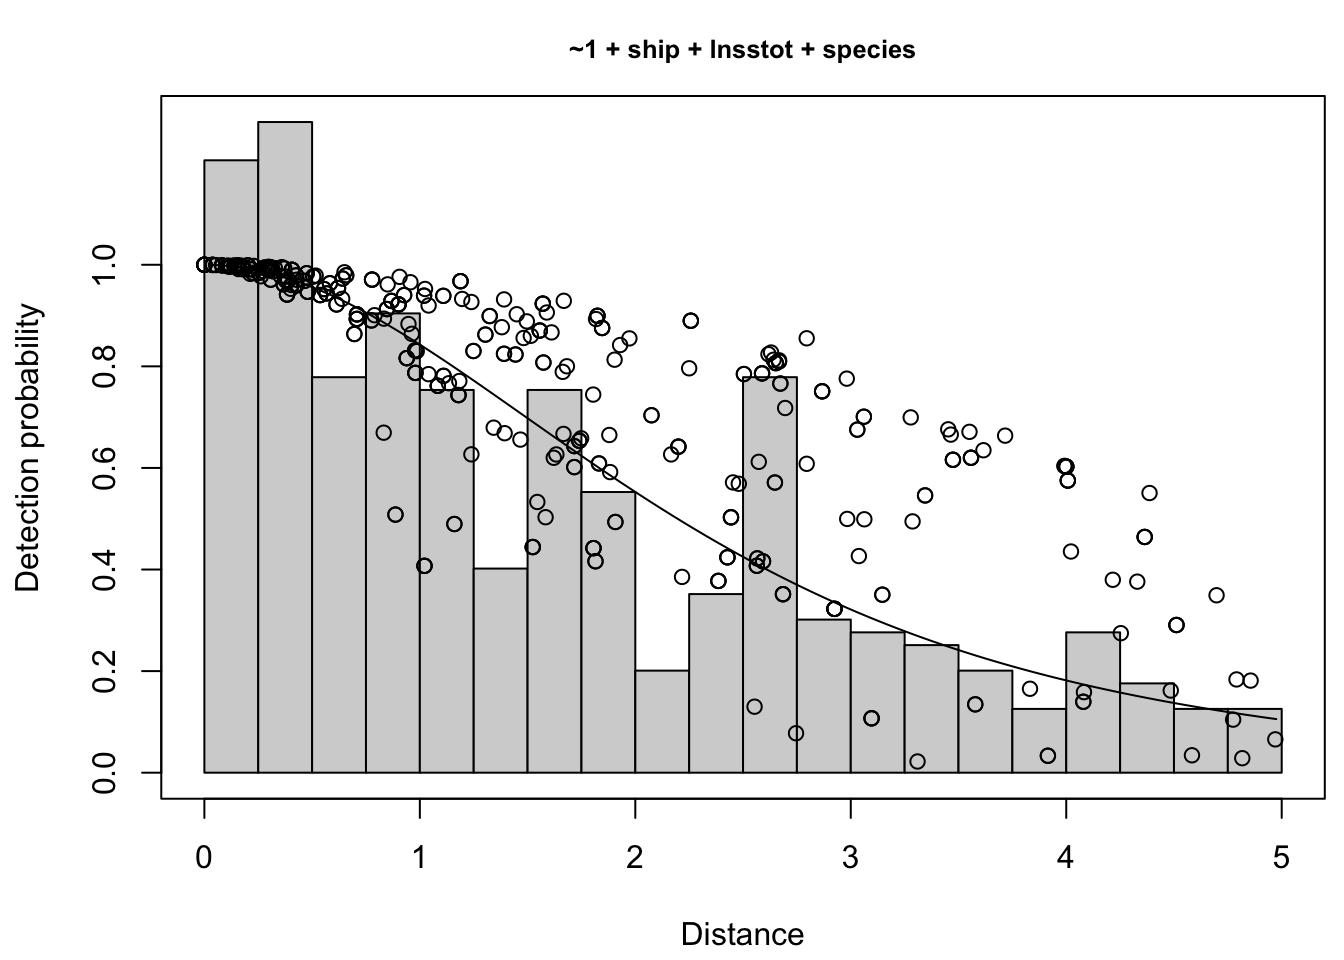 ~1 + ship + lnsstot + species
Detection probability
1.0
0.8
0.6
0.4
0.2
0.0
0 1 2 3 4 5
Distance